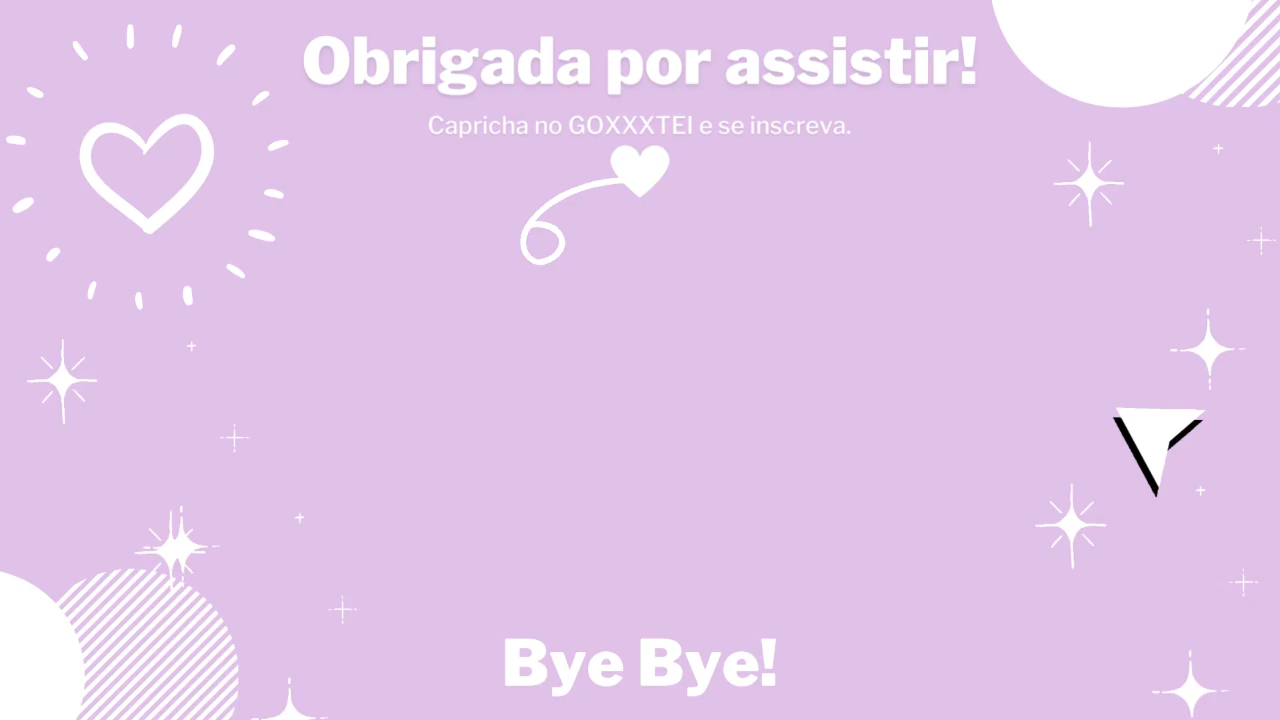 Obrigada por assistir!
Capricha no GOXXXTEI e se inscreva.
Bye Bye!